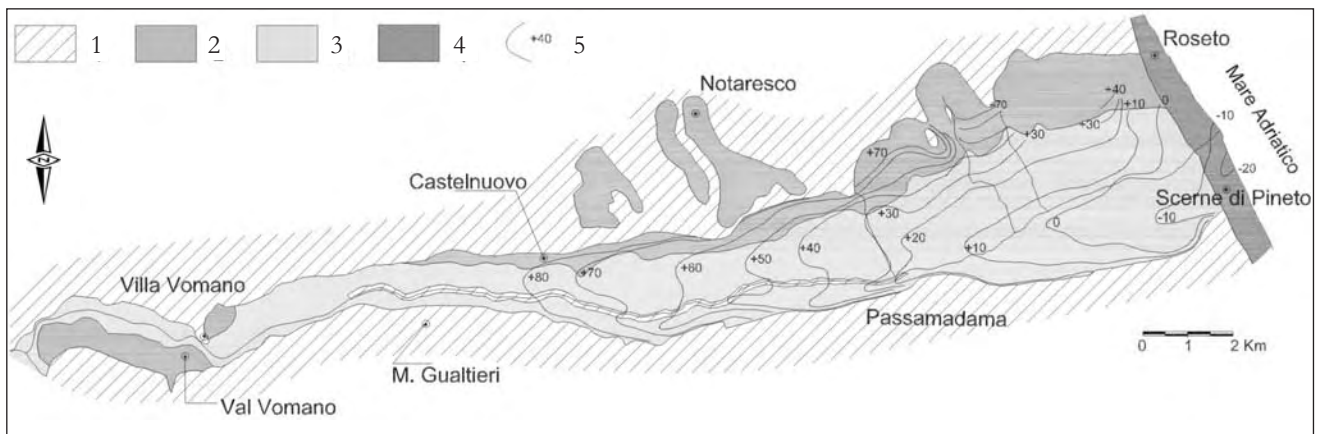 1 2 3 4 +40 5
Roseto
Mare Adriatico
Notaresco
+70 +40 +10 0 -10
+30 +30
+70
-20
Castelnuovo
Scerne di Pineto
+30 -10
0
+20
+40 +10
+50
+60
+80 +70
Villa Vomano
Passamadama
0 1 2 Km
M. Gualtieri
Val Vomano
N